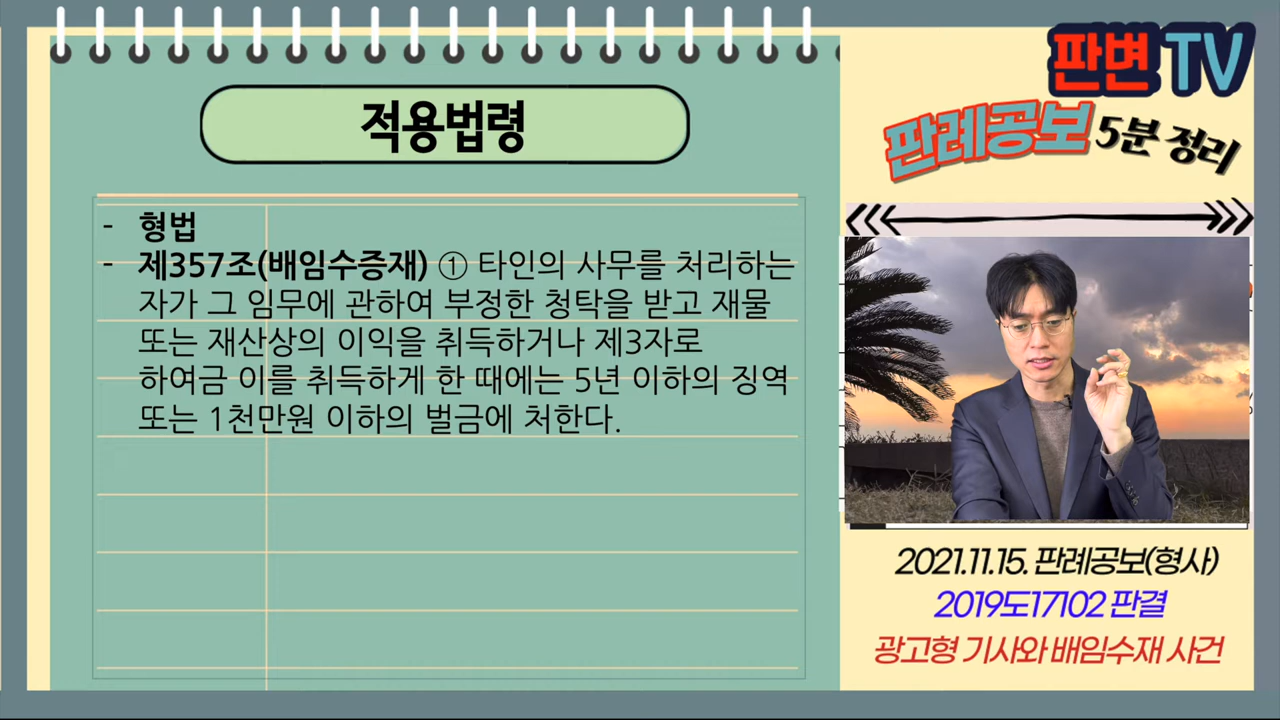 적용법령
- 형법
- 제357조(배임수증재) ① 타인의 사무를 처리하는
자가 그 임무에 관하여 부정한 청탁을 받고 재물
또는 재산상의 이익을 취득하거나 제3자로
하여금 이를 취득하게 한 때에는 5년 이하의 징역
또는 1천만원 이하의 벌금에 처한다.
판변 TV
판례공보 5분 정리
2021.11.15. 판례공보(형사)
2019도17102 판결
광고형 기사와 배임수재 사건